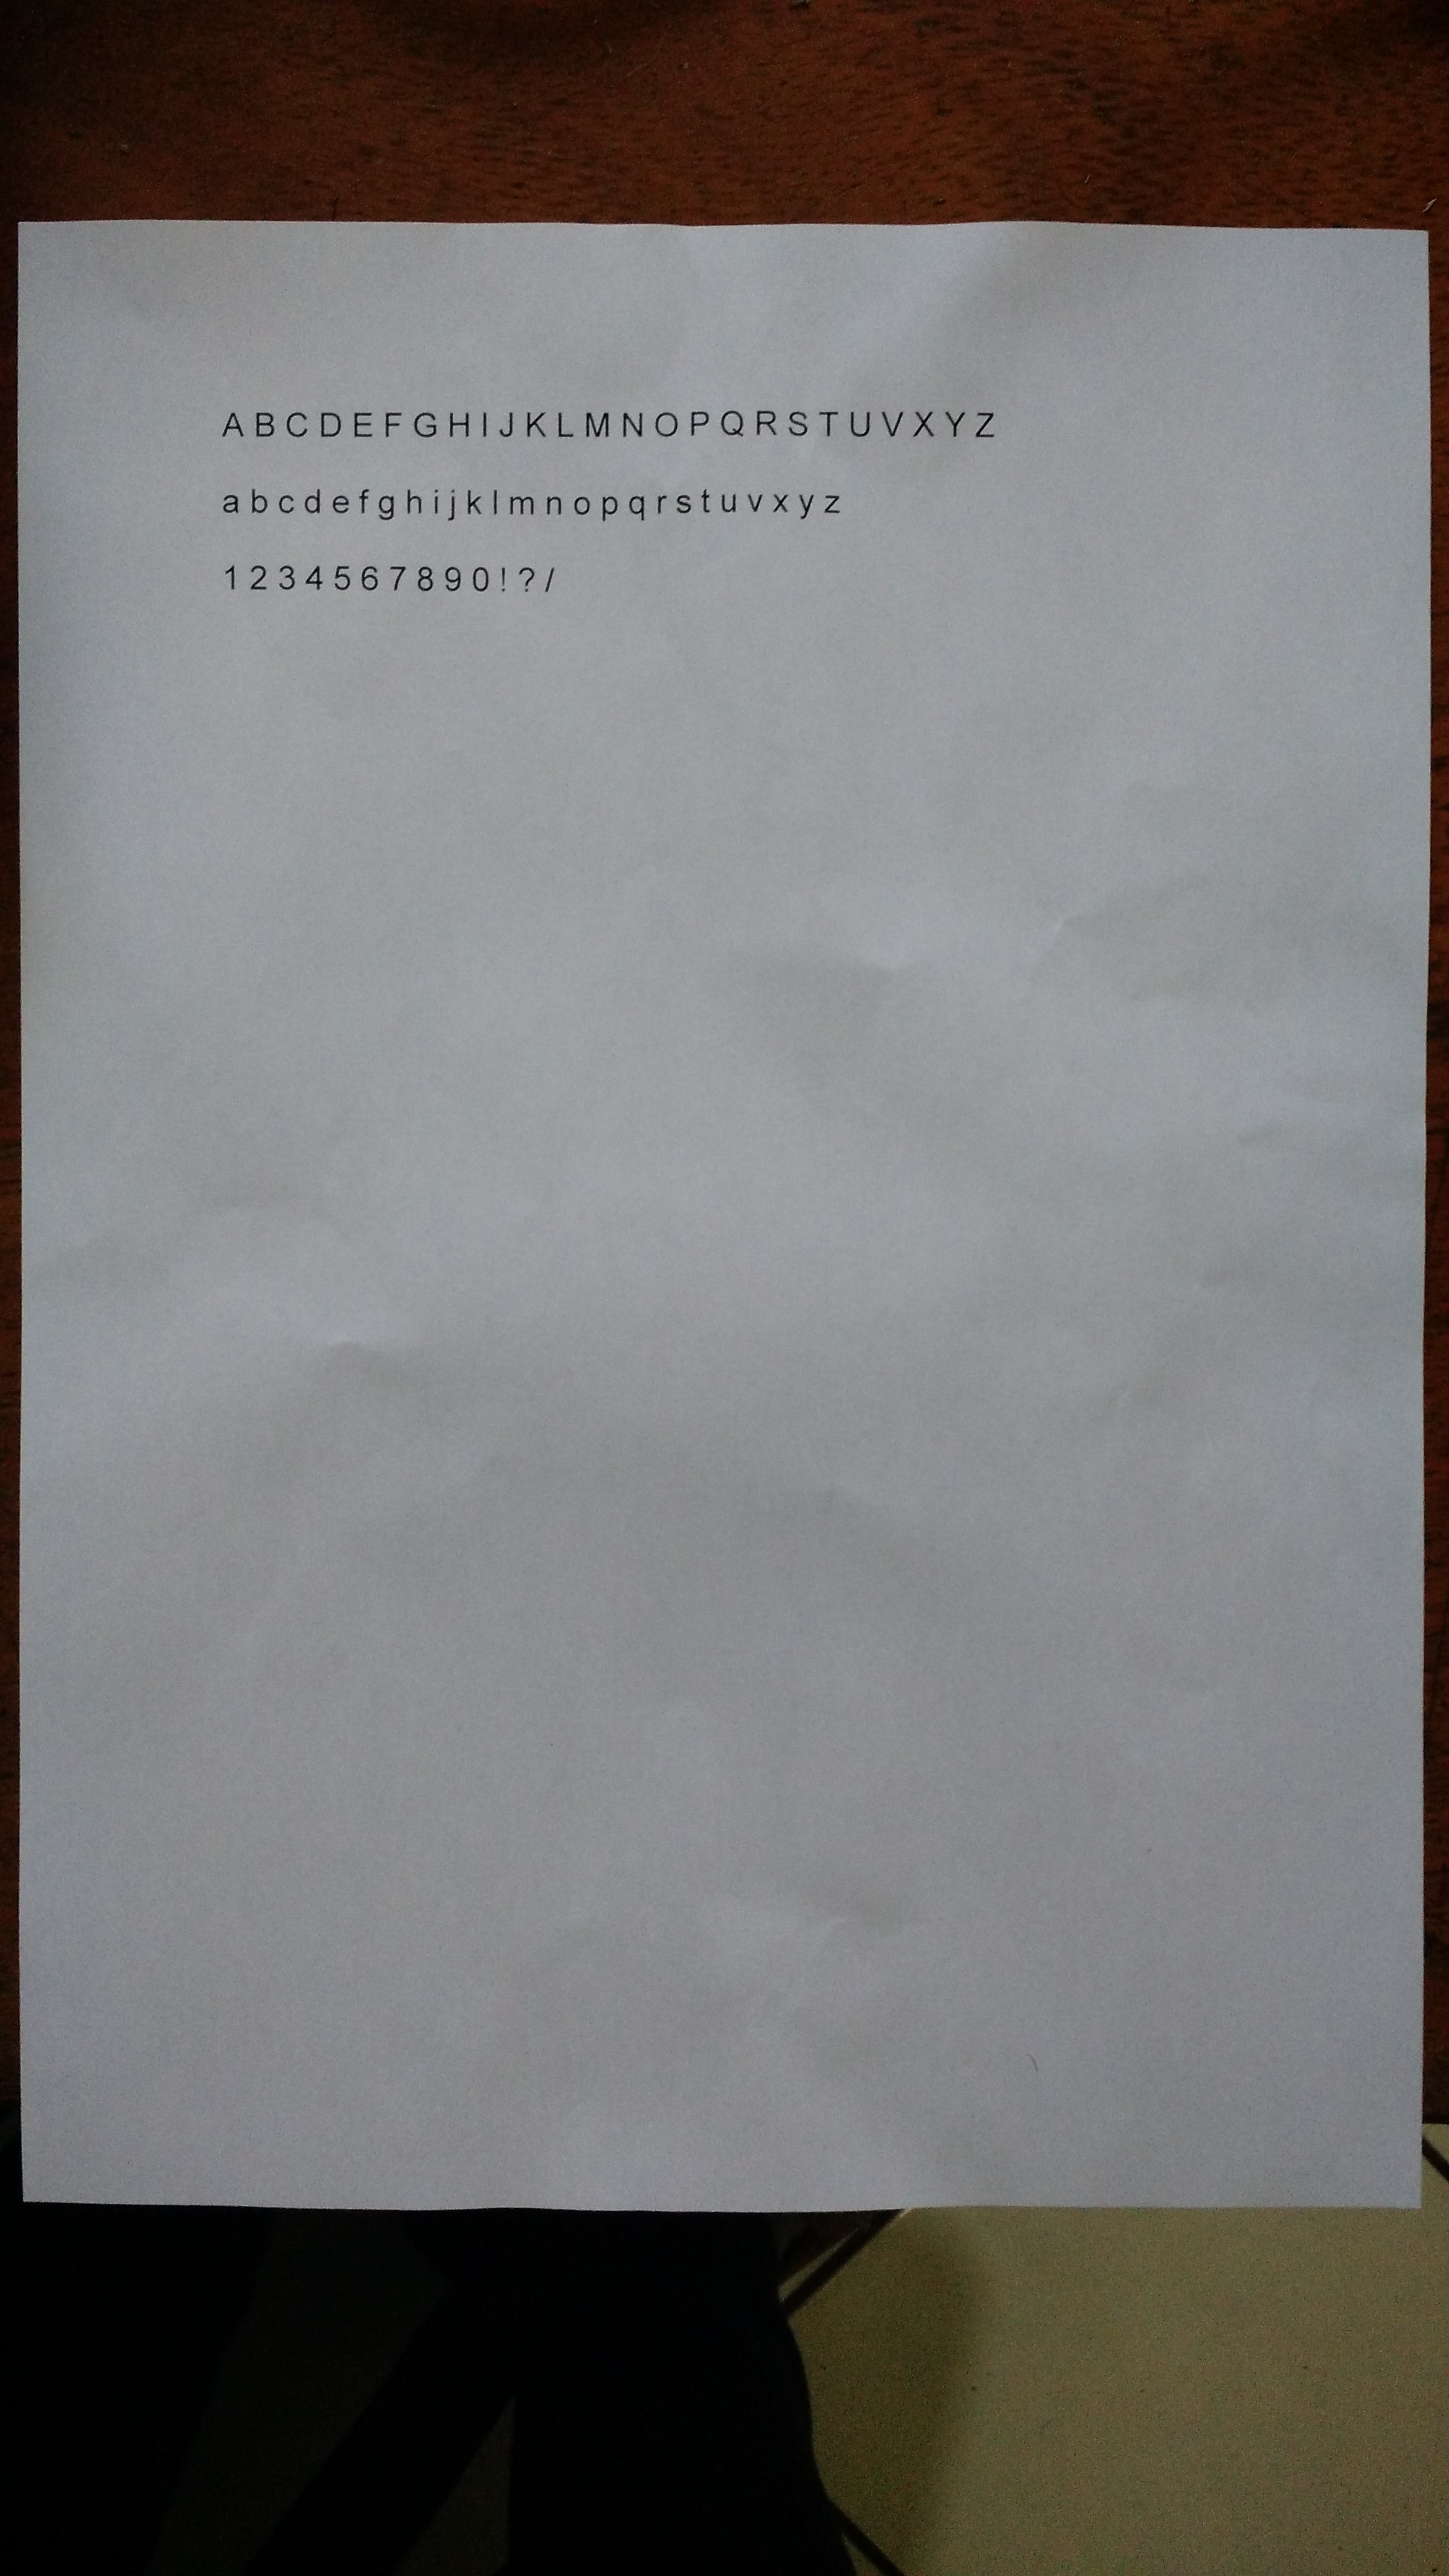 A B C D E F G H I J K L M N O P Q R S T U V X Y Z
a b c d e f g h i j k l m n o p q r s t u v x y z
1 2 3 4 5 6 7 8 9 0 ! ? /